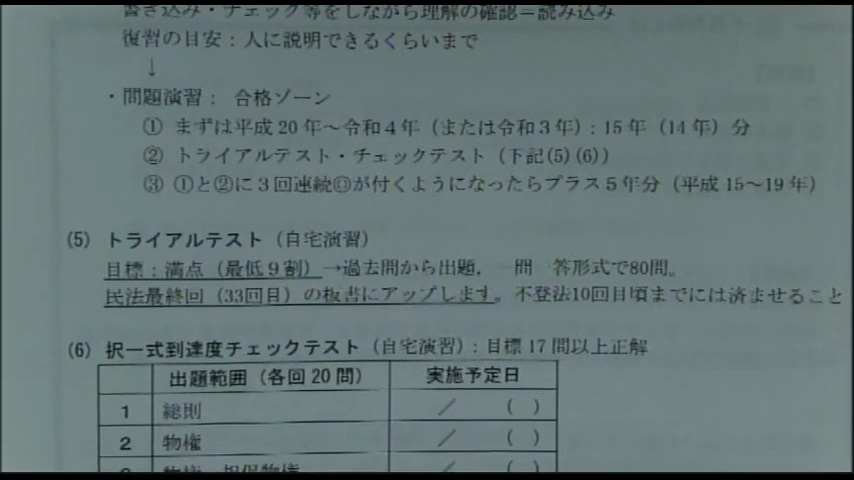 書き込み・チェック等をしながら理解の確認＝読み込み
復習の目安：人に説明できるくらいまで
↓
・問題演習： 合格ゾーン
① まずは平成20年～令和4年（または令和3年）：15年（14年）分
② トライアルテスト・チェックテスト（下記(5)(6)）
③ ①と②に3回連続◎が付くようになったらプラス5年分（平成15～19年）
(5) トライアルテスト（自宅演習）
目標：満点（最低9割）→過去問から出題，一問一答形式で80問。
民法最終回（33回目）の板書にアップします。不登法10回目頃までには済ませること
(6) 択一式到達度チェックテスト（自宅演習）：目標17問以上正解
出題範囲（各回20問） 実施予定日
1 総則 ／ （ ）
2 物権 ／ （ ）
3 物権・担保物権 ／ （ ）